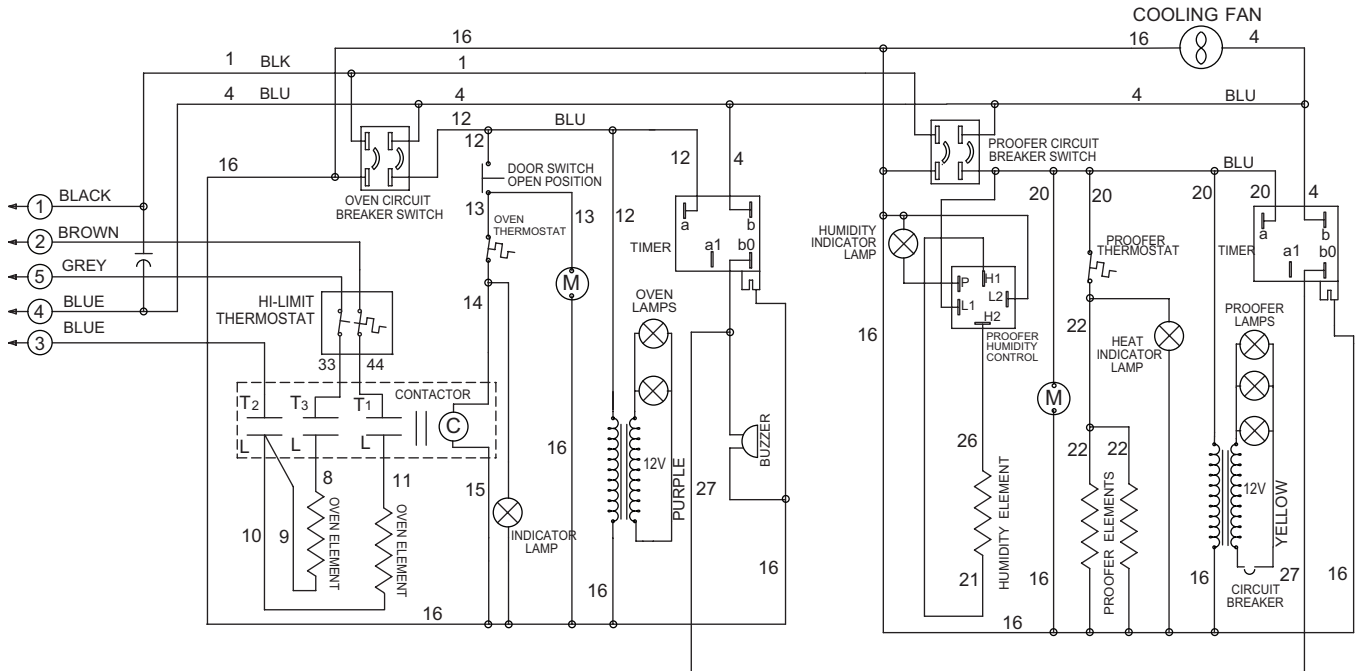 COOLING FAN
16 16 4
1 BLK 1
4 BLU 4 4 BLU
12 BLU
12
16
DOOR SWITCH
OPEN POSITION
12 4
PROOFER CIRCUIT
BREAKER SWITCH
BLU
OVEN CIRCUIT
BREAKER SWITCH
20 20 20 20 4
1 BLACK
2 BROWN
5 GREY
4 BLUE
3 BLUE
13 13 12
OVEN
THERMOSTAT
TIMER
a b
a1 b0
HUMIDITY
INDICATOR
LAMP
P H1
L1 L2
H2
PROOFER
HUMIDITY
CONTROL
PROOFER
THERMOSTAT
TIMER
a b
a1 b0
HI-LIMIT
THERMOSTAT
M
14
OVEN
LAMPS
16
22
HEAT
INDICATOR
LAMP
PROOFER
LAMPS
33 44
CONTACTOR
T2 T3 T1
C
L L L
M
16
BUZZER
26
22 22
8 11
15
12V
PURPLE
27
12V
YELLOW
10 9
OVEN ELEMENT
OVEN ELEMENT
INDICATOR
LAMP
HUMIDITY ELEMENT
PROOFER ELEMENTS
16 16
21 16 16
CIRCUIT
BREAKER
27 16
16
16